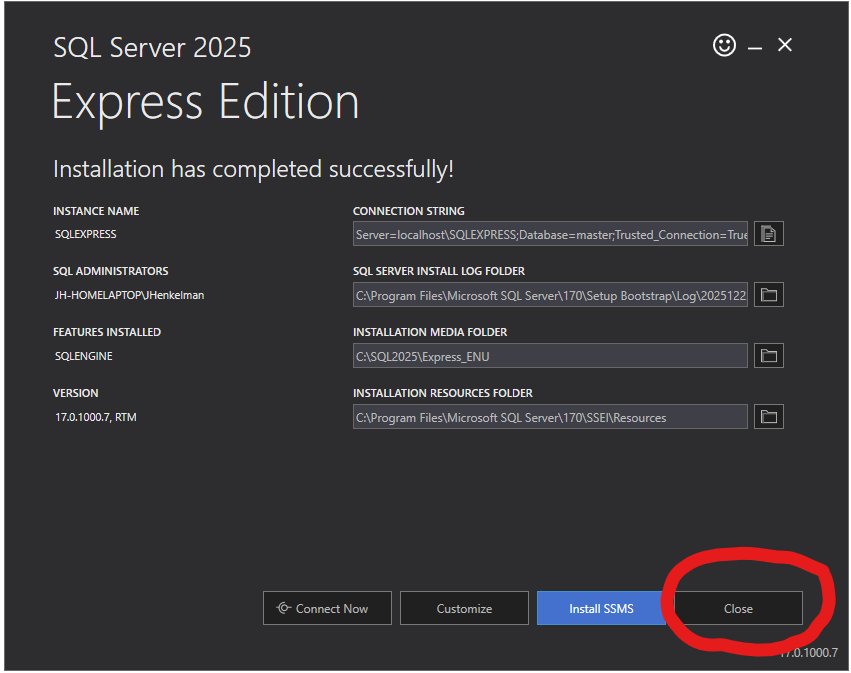 SQL Server 2025
Express Edition
Installation has completed successfully!
INSTANCE NAME
SQLEXPRESS
CONNECTION STRING
Server=localhost\SQLEXPRESS;Database=master;Trusted_Connection=True
SQL ADMINISTRATORS
JH-HOMELAPTOP\JHenkelman
SQL SERVER INSTALL LOG FOLDER
C:\Program Files\Microsoft SQL Server\170\Setup Bootstrap\Log\20251122
FEATURES INSTALLED
SQLENGINE
INSTALLATION MEDIA FOLDER
C:\SQL2025\Express_ENU
VERSION
17.0.1000.7, RTM
INSTALLATION RESOURCES FOLDER
C:\Program Files\Microsoft SQL Server\170\SSEI\Resources
Connect Now
Customize
Install SSMS
Close
17.0.1000.7